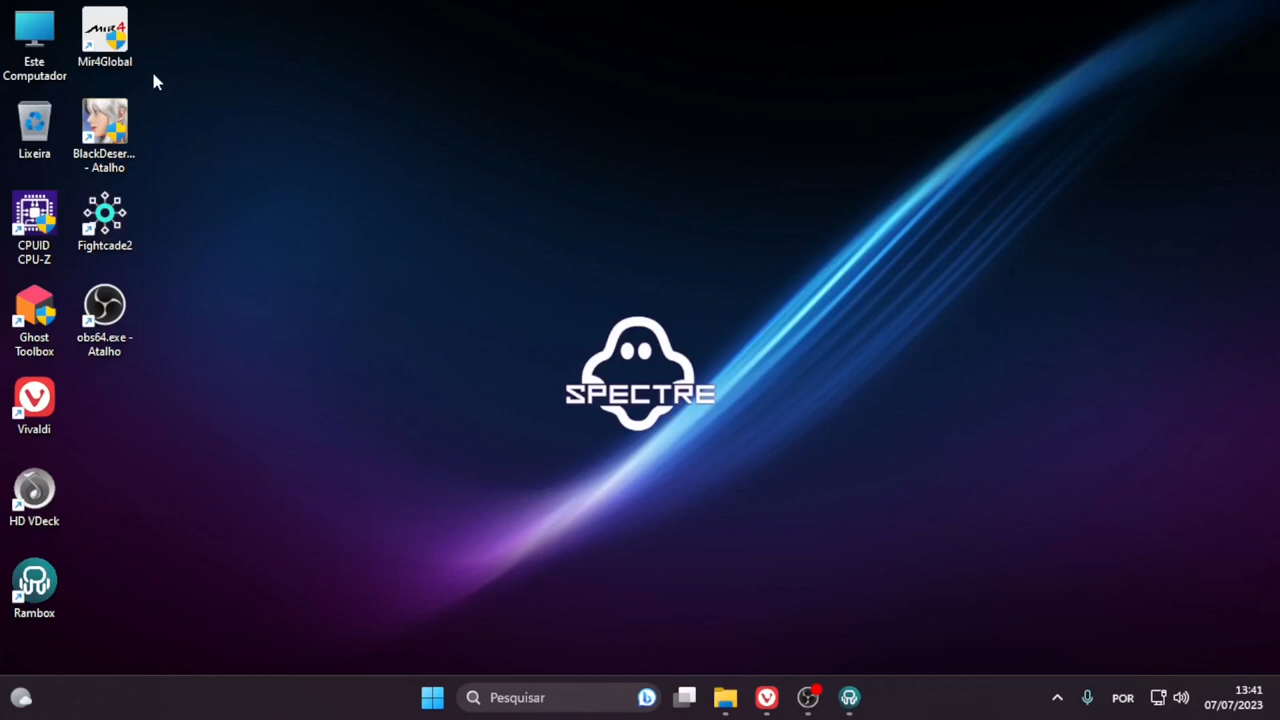 Este
Computador
MIR4
Mir4Global
Lixeira
BlackDeser...
- Atalho
CPUID
CPU-Z
Fightcade2
Ghost
Toolbox
obs64.exe -
Atalho
Vivaldi
HD VDeck
Rambox
SPECTRE
Pesquisar
POR
13:41
07/07/2023